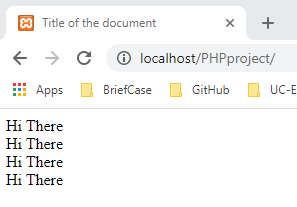 Title of the document
localhost/PHPproject/
Apps BriefCase GitHub UC-E
Hi There
Hi There
Hi There
Hi There